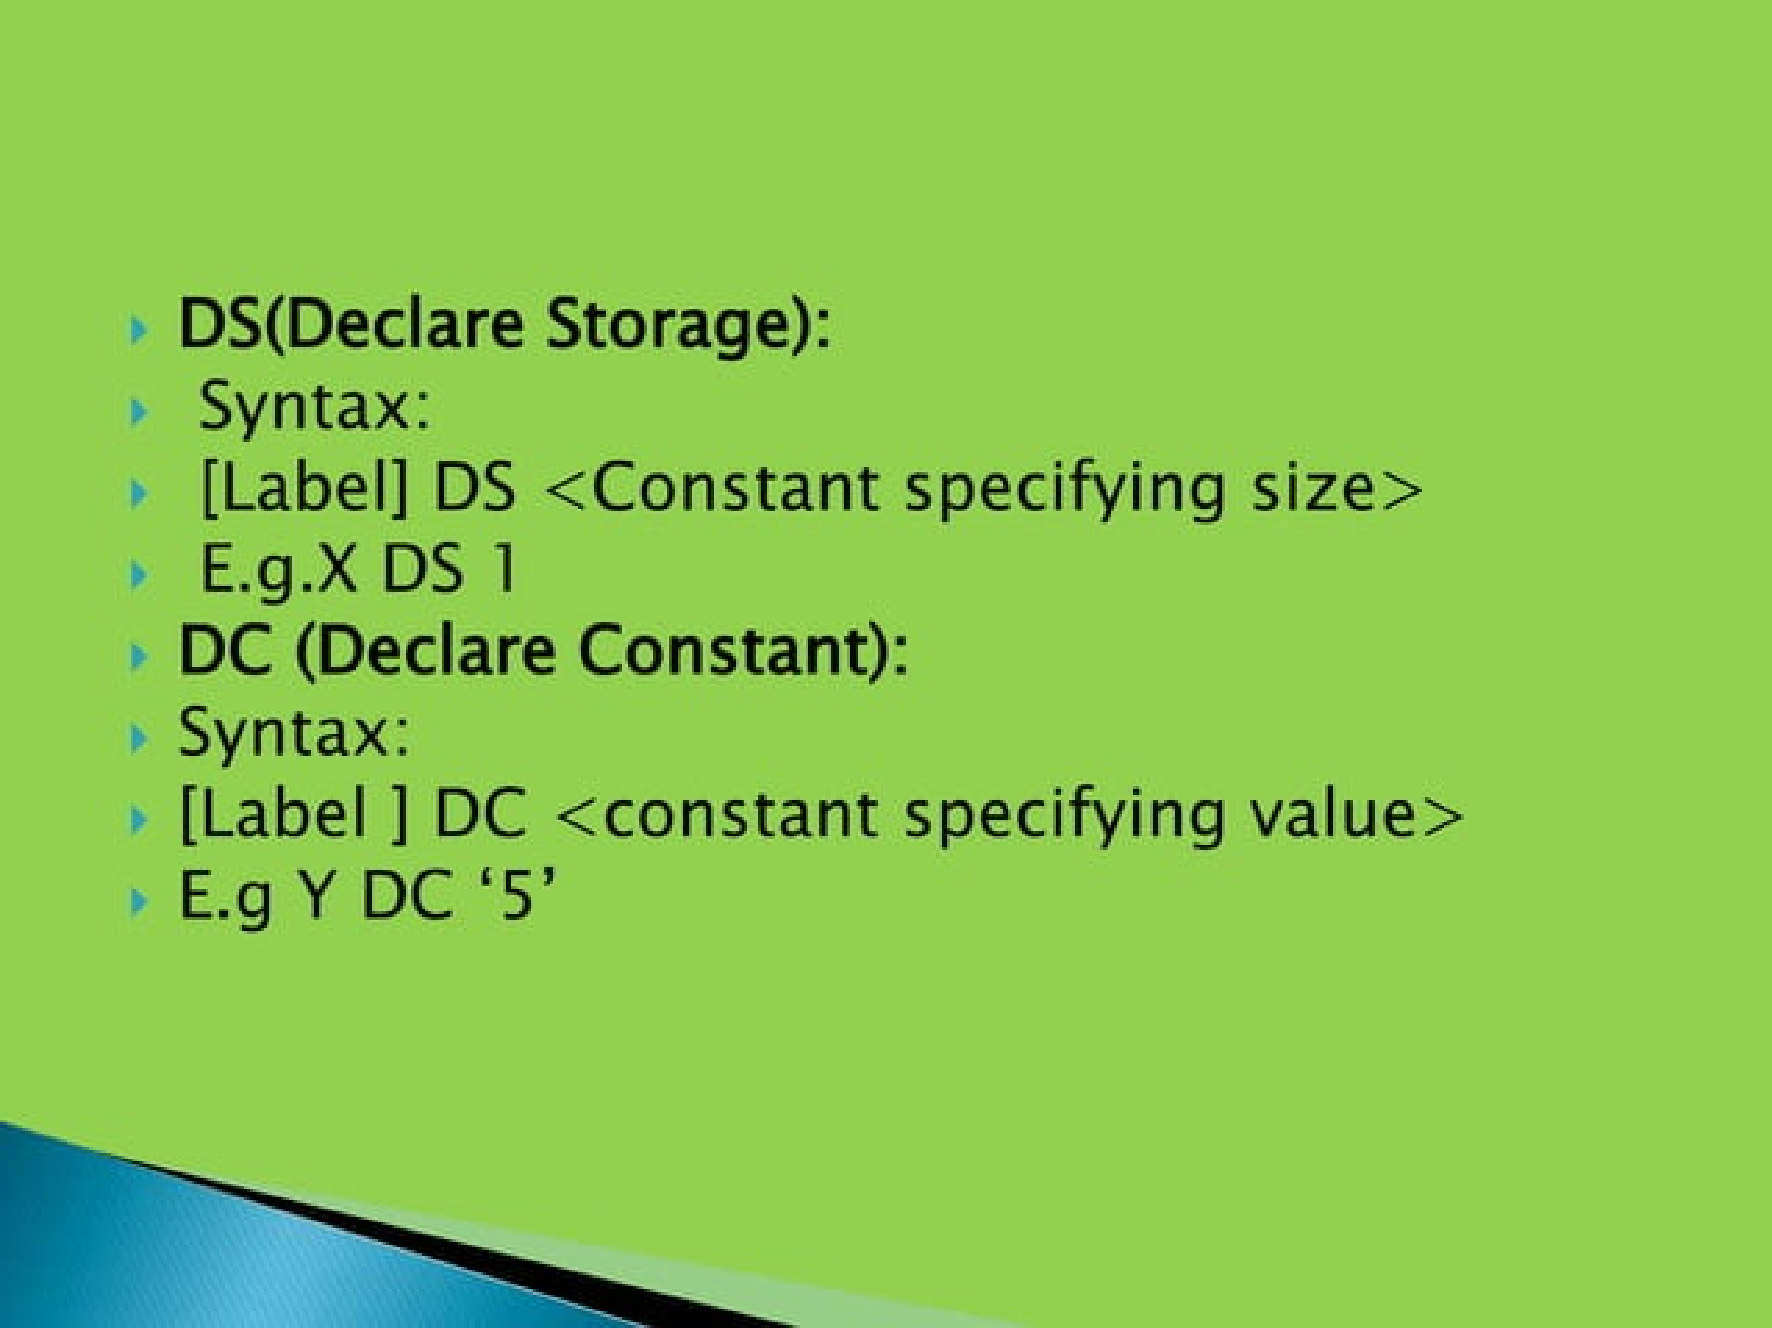 DS(Declare Storage):
Syntax:
[Label] DS <Constant specifying size>
E.g.X DS 1
DC (Declare Constant):
Syntax:
[Label ] DC <constant specifying value>
E.g Y DC ‘5’